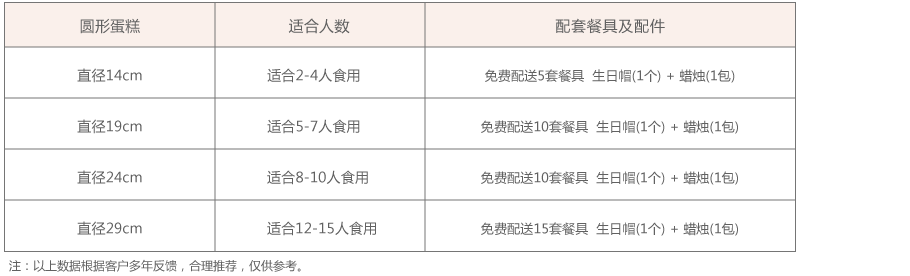 圆形蛋糕 适合人数 配套餐具及配件
直径14cm 适合2-4人食用 免费配送5套餐具 生日帽(1个) + 蜡烛(1包)
直径19cm 适合5-7人食用 免费配送10套餐具 生日帽(1个) + 蜡烛(1包)
直径24cm 适合8-10人食用 免费配送10套餐具 生日帽(1个) + 蜡烛(1包)
直径29cm 适合12-15人食用 免费配送15套餐具 生日帽(1个) + 蜡烛(1包)
注：以上数据根据客户多年反馈，合理推荐，仅供参考。